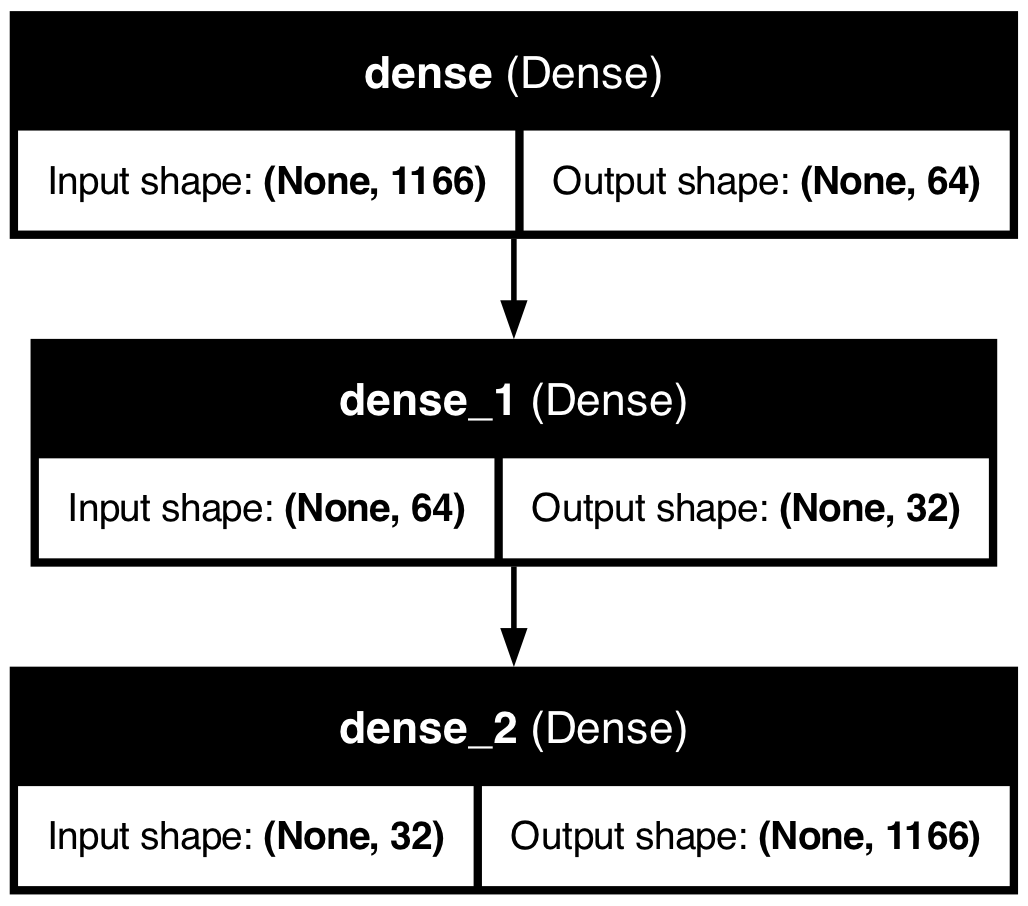 dense (Dense)
Input shape: (None, 1166) Output shape: (None, 64)
dense_1 (Dense)
Input shape: (None, 64) Output shape: (None, 32)
dense_2 (Dense)
Input shape: (None, 32) Output shape: (None, 1166)